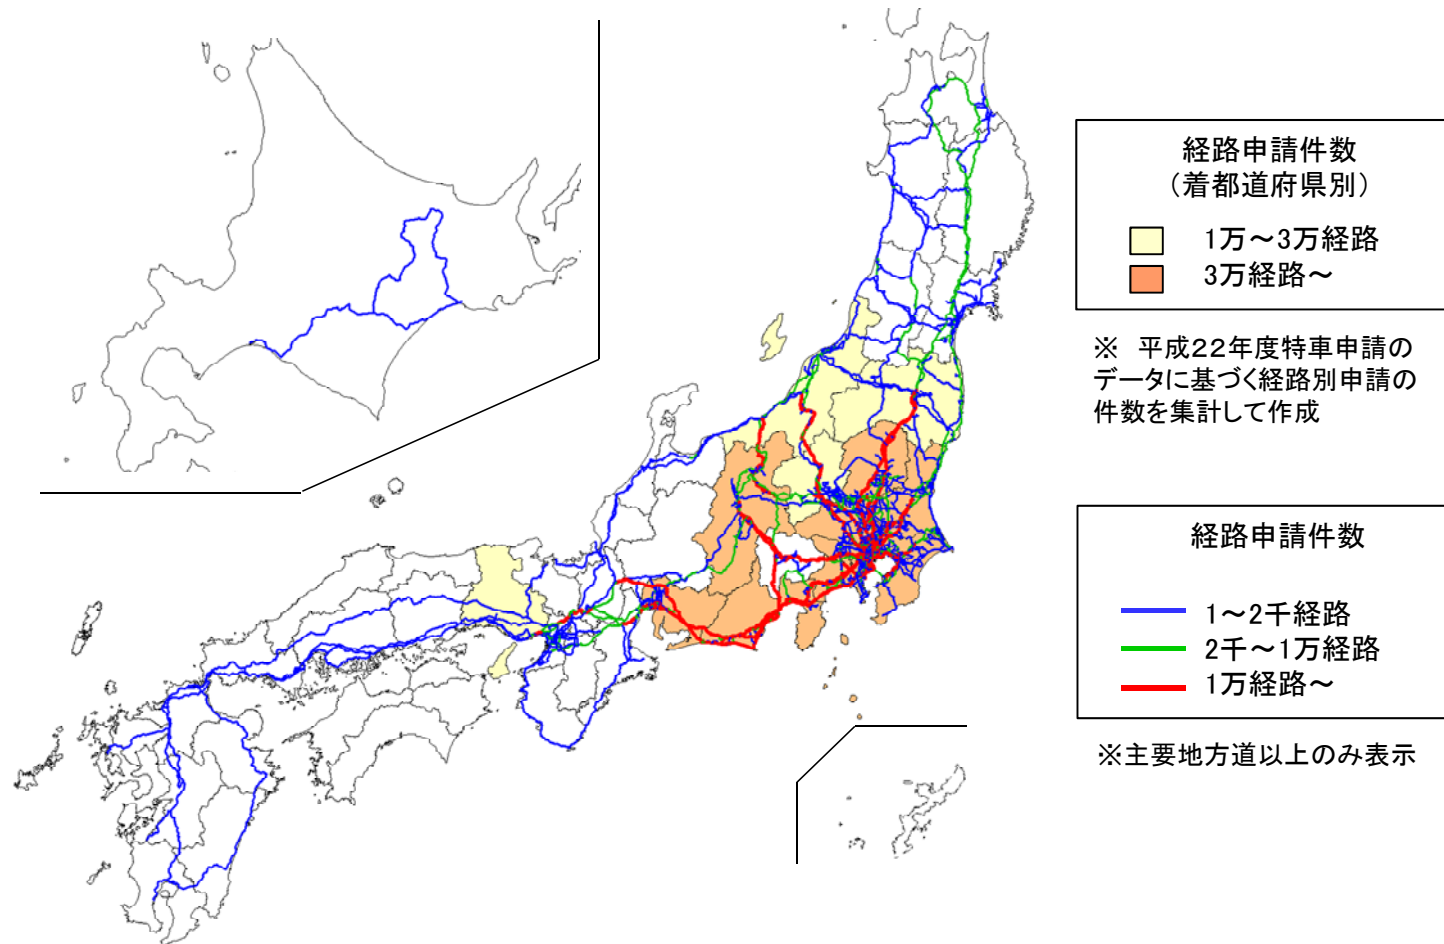 経路申請件数
（着都道府県別）
1万～3万経路
3万経路～
※　平成２２年度特車申請の
データに基づく経路別申請の
件数を集計して作成
経路申請件数
1～2千経路
2千～1万経路
1万経路～
※主要地方道以上のみ表示